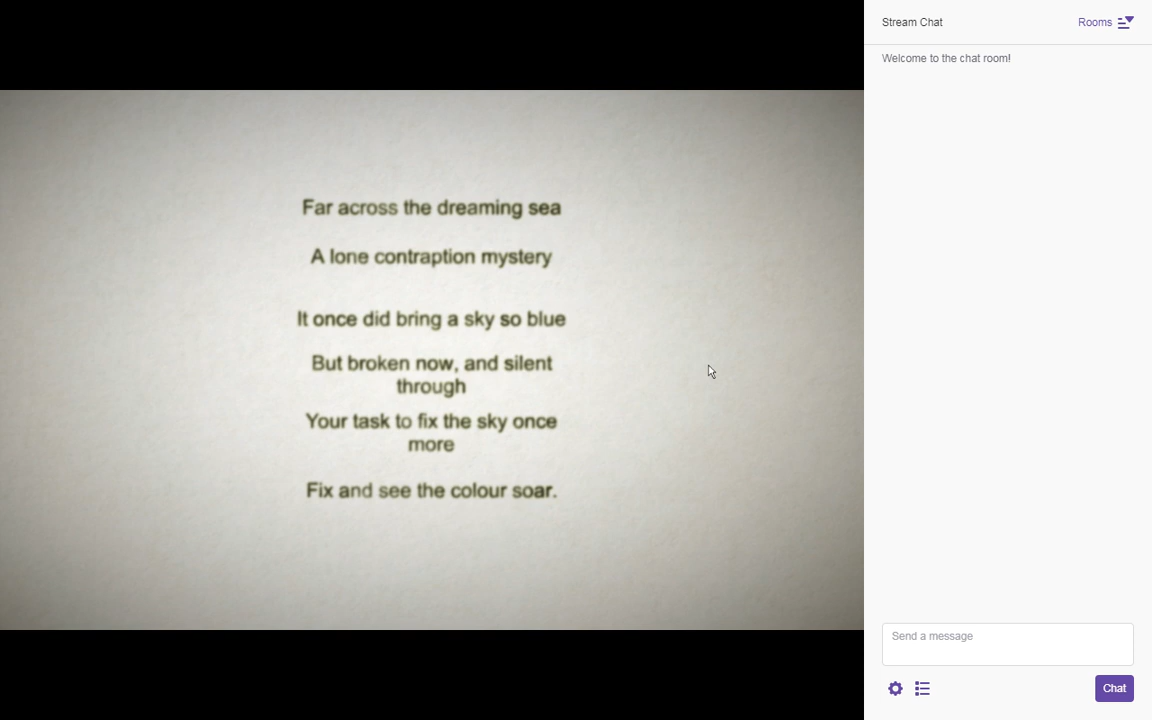 Stream Chat
Rooms
Welcome to the chat room!
Far across the dreaming sea
A lone contraption mystery
It once did bring a sky so blue
But broken now, and silent
through
Your task to fix the sky once
more
Fix and see the colour soar.
Send a message
Chat